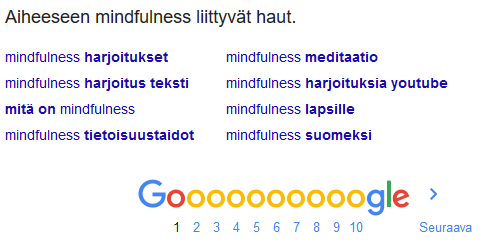 Aiheeseen mindfulness liittyvät haut.
mindfulness harjoitukset
mindfulness harjoitus teksti
mitä on mindfulness
mindfulness tietoisuustaidot
mindfulness meditaatio
mindfulness harjoituksia youtube
mindfulness lapsille
mindfulness suomeksi
Goooooooooogle >
1 2 3 4 5 6 7 8 9 10 Seuraava